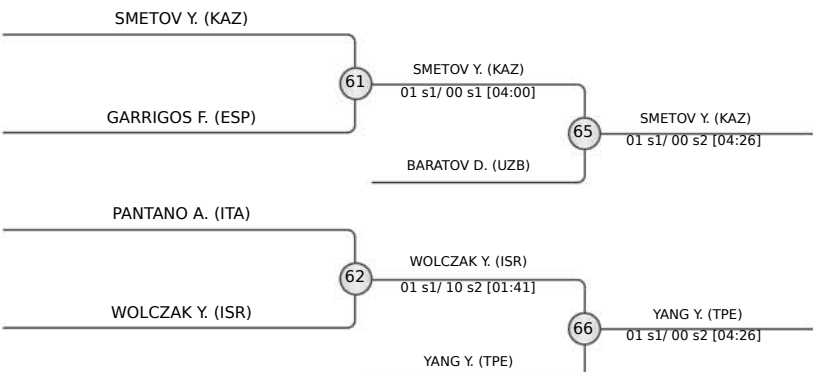 SMETOV Y. (KAZ)
61
SMETOV Y. (KAZ)
01 s1/ 00 s1 [04:00]
GARRIGOS F. (ESP)
65
SMETOV Y. (KAZ)
01 s1/ 00 s2 [04:26]
BARATOV D. (UZB)
PANTANO A. (ITA)
62
WOLCZAK Y. (ISR)
01 s1/ 10 s2 [01:41]
WOLCZAK Y. (ISR)
66
YANG Y. (TPE)
01 s1/ 00 s2 [04:26]
YANG Y. (TPE)